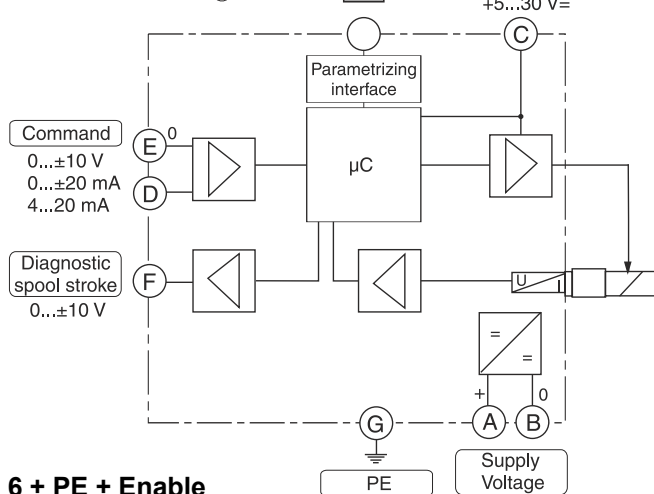 +5...30 V=
C
Parametrizing
interface
Command
E
0
0...±10 V
0...±20 mA
4...20 mA
D
µC
Diagnostic
spool stroke
F
0...±10 V
U
I
=
=
+
0
G
A
B
6 + PE + Enable
PE
Supply
Voltage